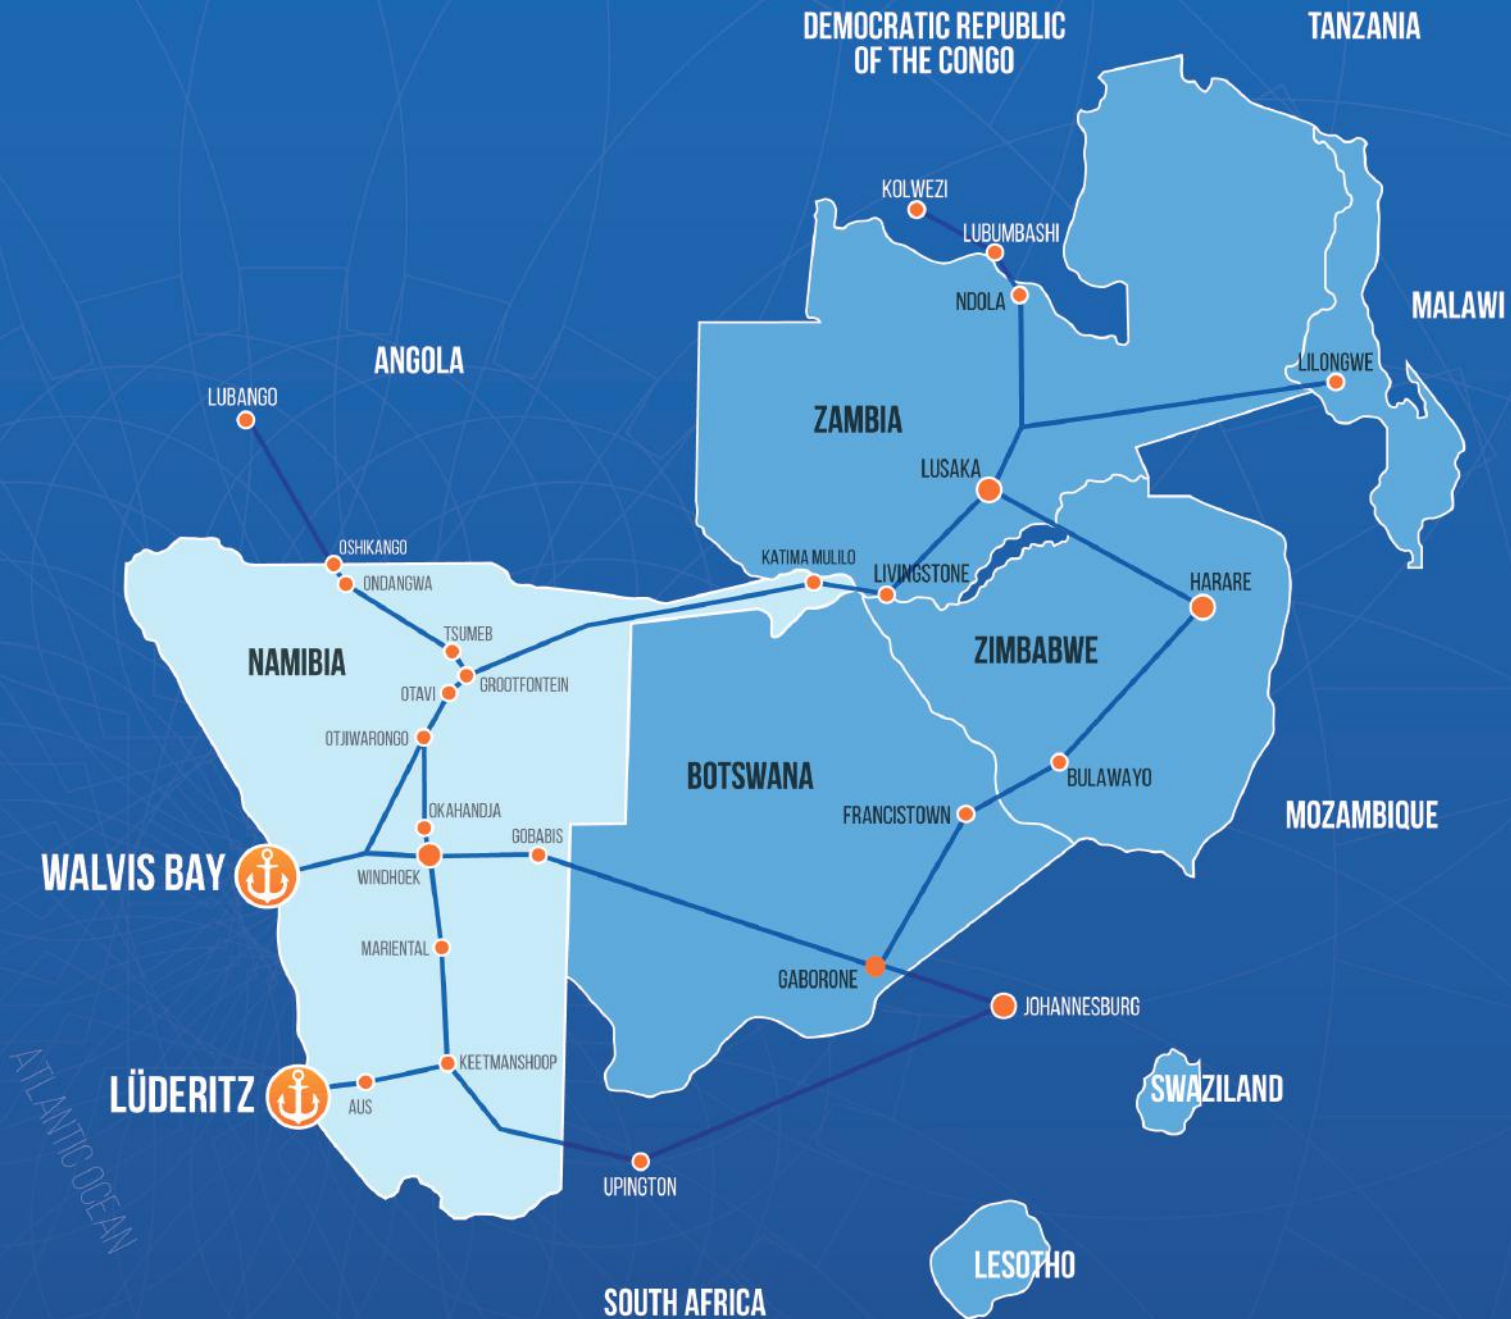 DEMOCRATIC REPUBLIC
OF THE CONGO
TANZANIA
KOLWEZI
LUBUMBASHI
NDOLA
MALAWI
ANGOLA
LILONGWE
LUBANGO
ZAMBIA
LUSAKA
OSHIKANGO
ONDANGWA
KATIMA MULILO
LIVINGSTONE
HARARE
TSUMEB
NAMIBIA
ZIMBABWE
GROOTFONTEIN
OTAVI
OTJIWARONGO
BOTSWANA
BULAWAYO
OKAHANDJA
FRANCISTOWN
MOZAMBIQUE
GOBABIS
WALVIS BAY
WINDHOEK
MARIENTAL
GABORONE
JOHANNESBURG
KEETMANSHOOP
LÜDERITZ
AUS
SWAZILAND
ATLANTIC OCEAN
UPINGTON
LESOTHO
SOUTH AFRICA